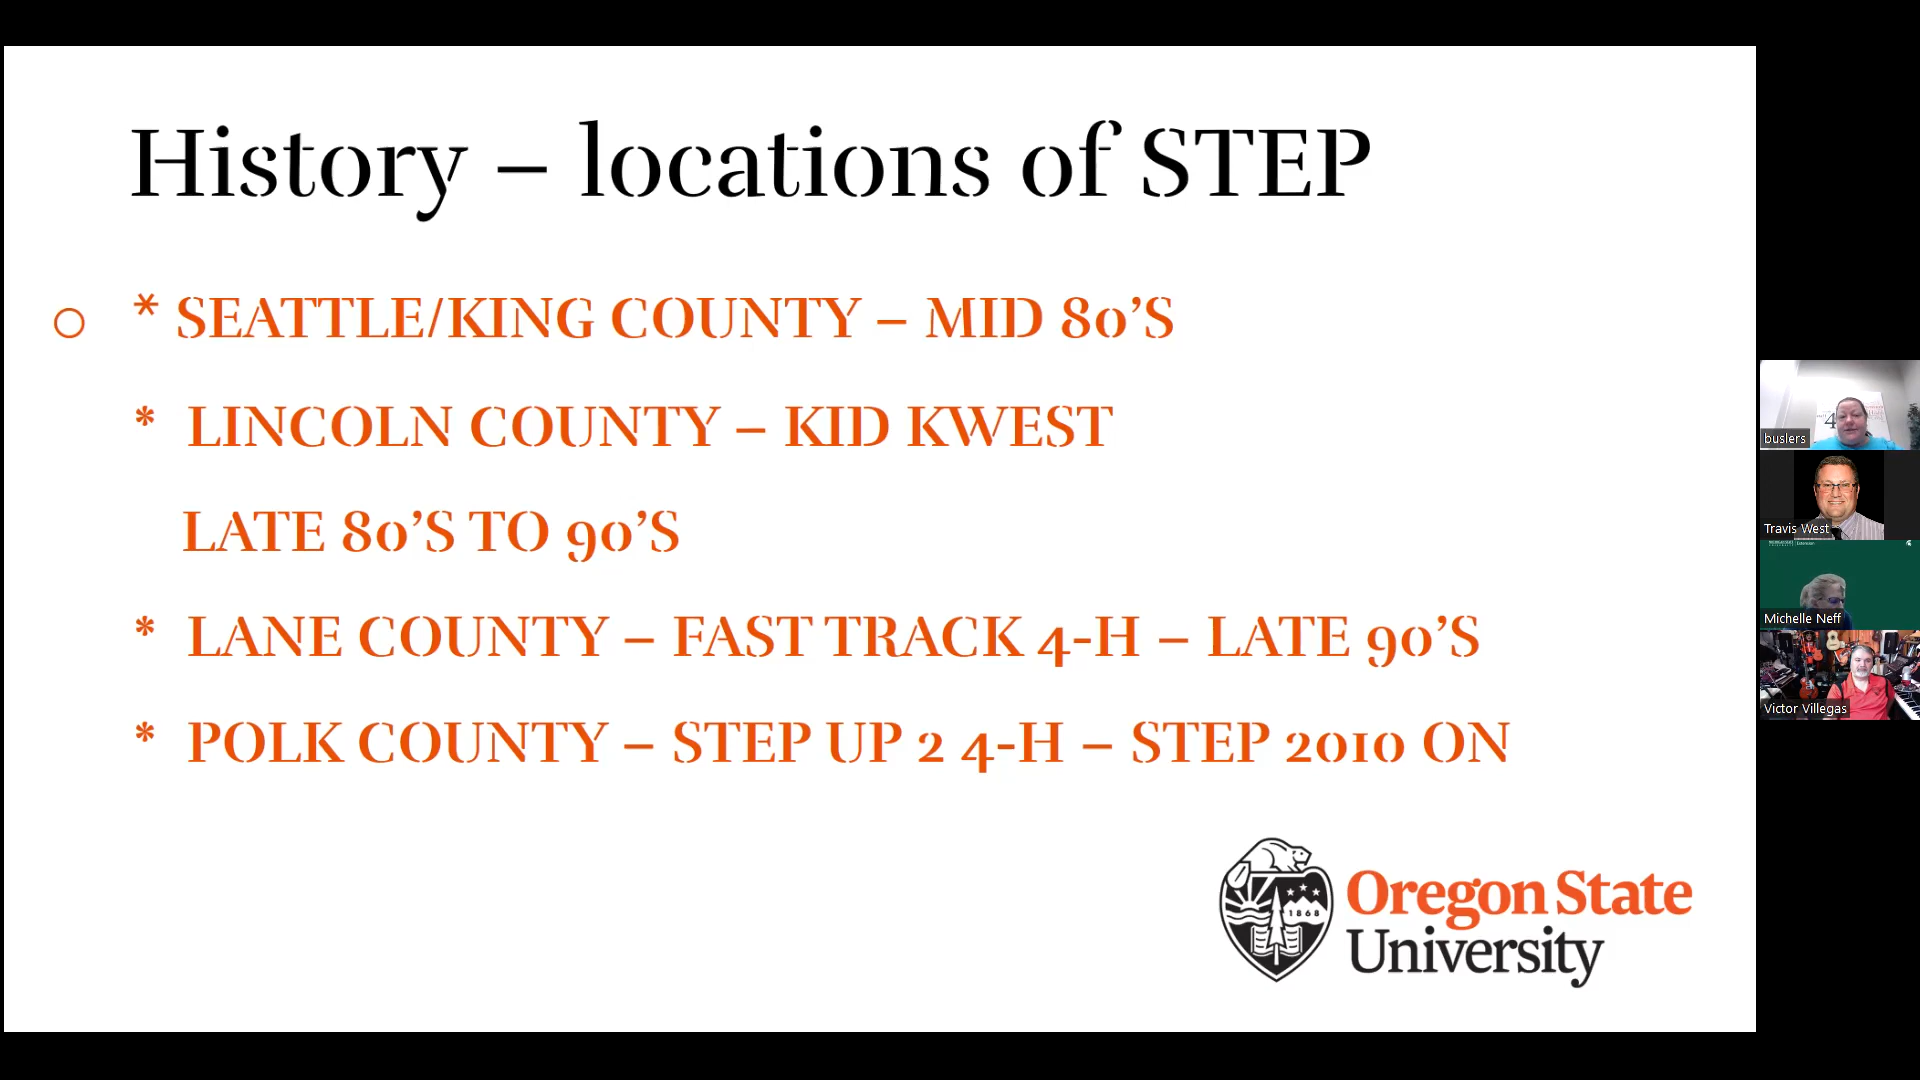 History – locations of STEP
* SEATTLE/KING COUNTY – MID 80’S
* LINCOLN COUNTY – KID KWEST
LATE 80’S TO 90’S
* LANE COUNTY – FAST TRACK 4-H – LATE 90’S
* POLK COUNTY – STEP UP 2 4-H – STEP 2010 ON
1868
Oregon State
University
buslers
Travis West
Michelle Neff
Victor Villegas